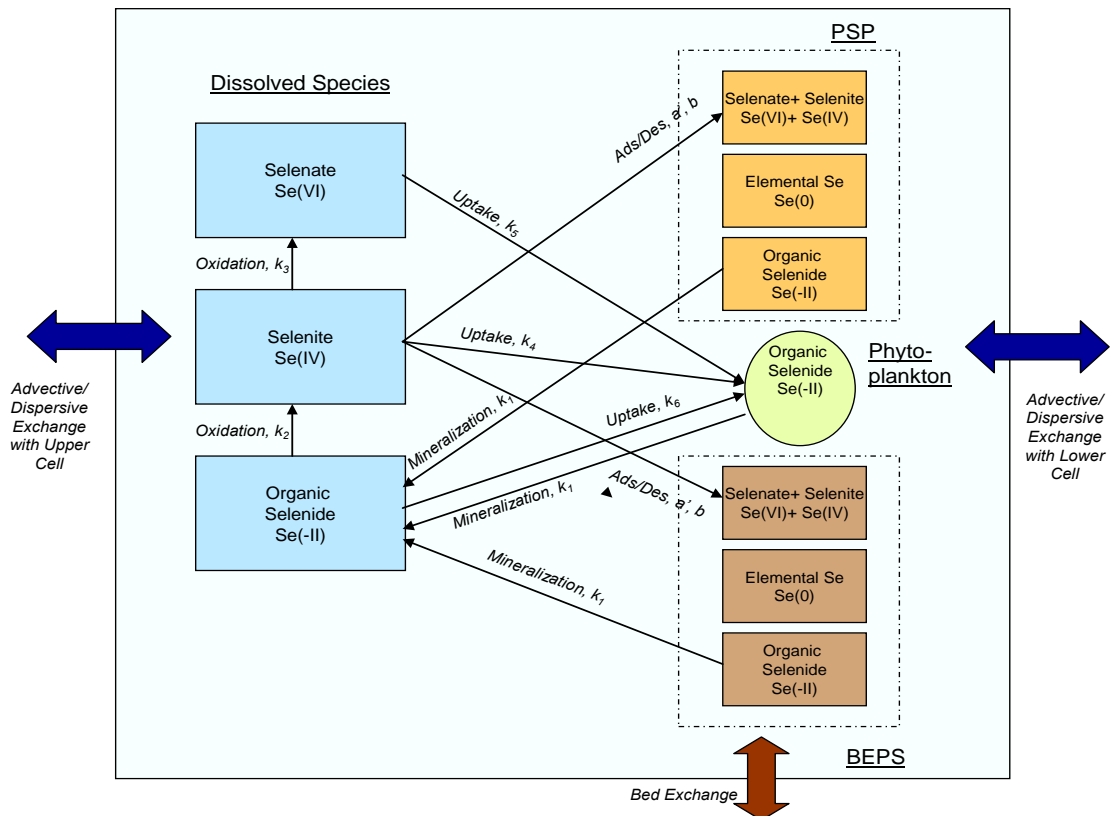 PSP
Dissolved Species
Selenate
Se(VI)
Selenate+ Selenite
Se(VI)+ Se(IV)
Ads/Des, a', b
Elemental Se
Se(0)
Uptake, k5
Organic
Selenide
Se(-II)
Oxidation, k3
Selenite
Se(IV)
Uptake, k4
Organic
Selenide
Se(-II)
Phyto-
plankton
Advective/
Dispersive
Exchange
with Upper
Cell
Advective/
Dispersive
Exchange
with Lower
Cell
Oxidation, k2
Mineralization, k1
Uptake, k6
Organic
Selenide
Se(-II)
Mineralization, k1
Ads/Des, a', b
Selenate+ Selenite
Se(VI)+ Se(IV)
Elemental Se
Se(0)
Mineralization, k1
Organic
Selenide
Se(-II)
BEPS
Bed Exchange